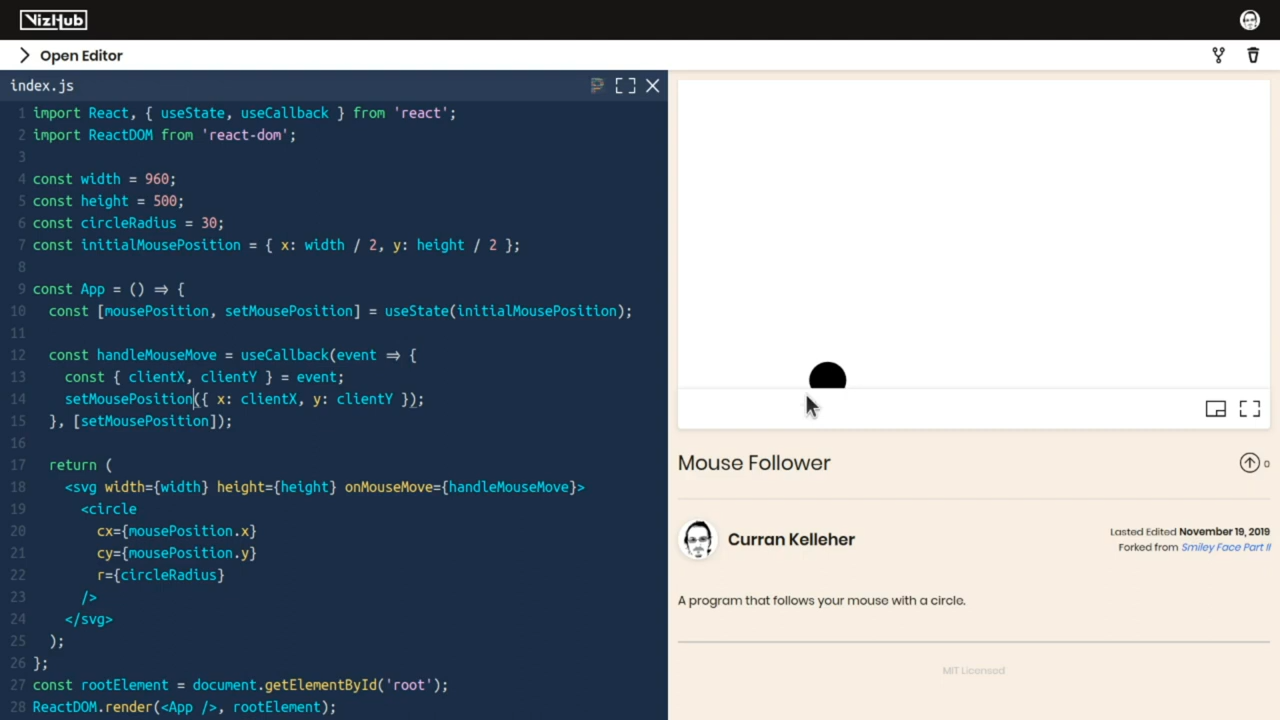 VizHub
Open Editor
index.js
1 import React, { useState, useCallback } from 'react';
2 import ReactDOM from 'react-dom';
3
4 const width = 960;
5 const height = 500;
6 const circleRadius = 30;
7 const initialMousePosition = { x: width / 2, y: height / 2 };
8
9 const App = () => {
10 const [mousePosition, setMousePosition] = useState(initialMousePosition);
11
12 const handleMouseMove = useCallback(event => {
13 const { clientX, clientY } = event;
14 setMousePosition({ x: clientX, y: clientY });
15 }, [setMousePosition]);
16
17 return (
18 <svg width={width} height={height} onMouseMove={handleMouseMove}>
19 <circle
20 cx={mousePosition.x}
21 cy={mousePosition.y}
22 r={circleRadius}
23 />
24 </svg>
25 );
26 };
27 const rootElement = document.getElementById('root');
28 ReactDOM.render(<App />, rootElement);
Mouse Follower
0
Curran Kelleher
Lasted Edited November 19, 2019
Forked from Smiley Face Part II
A program that follows your mouse with a circle.
MIT Licensed